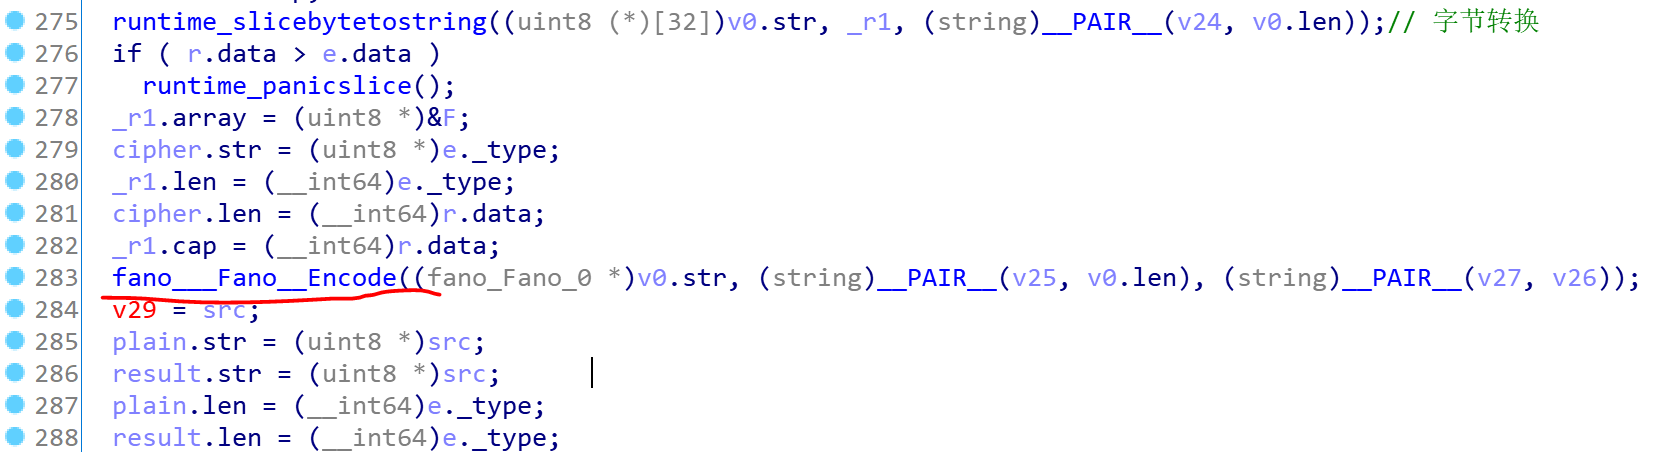 275 runtime_slicebytetostring((uint8 (*)[32])v0.str, _r1, (string)__PAIR__(v24, v0.len));// 字节转换
276 if ( r.data > e.data )
277 runtime_panicslice();
278 _r1.array = (uint8 *)&F;
279 cipher.str = (uint8 *)e._type;
280 _r1.len = (__int64)e._type;
281 cipher.len = (__int64)r.data;
282 _r1.cap = (__int64)r.data;
283 fano___Fano__Encode((fano_Fano_0 *)v0.str, (string)__PAIR__(v25, v0.len), (string)__PAIR__(v27, v26));
284 v29 = src;
285 plain.str = (uint8 *)src;
286 result.str = (uint8 *)src;
287 plain.len = (__int64)e._type;
288 result.len = (__int64)e._type;